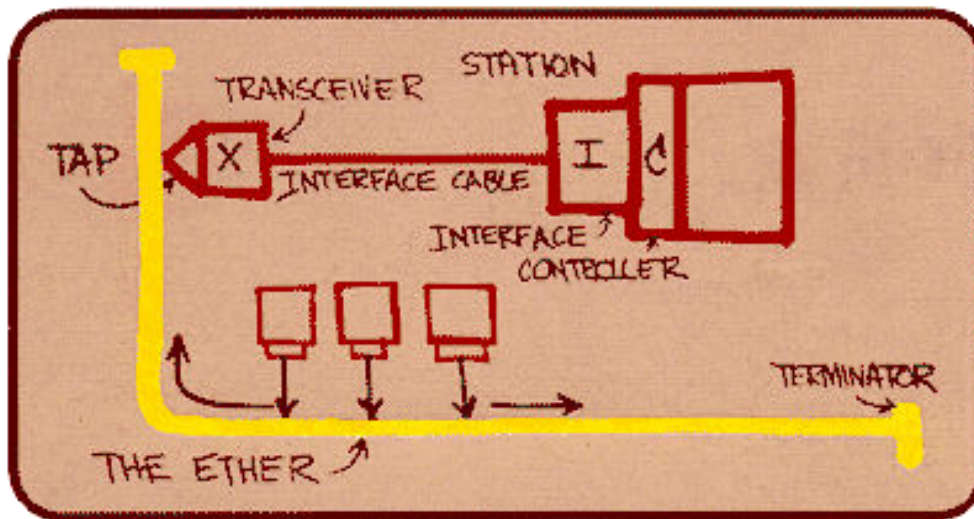 STATION
TRANSCEIVER
TAP
X
I
C
INTERFACE CABLE
INTERFACE
CONTROLLER
TERMINATOR
THE ETHER